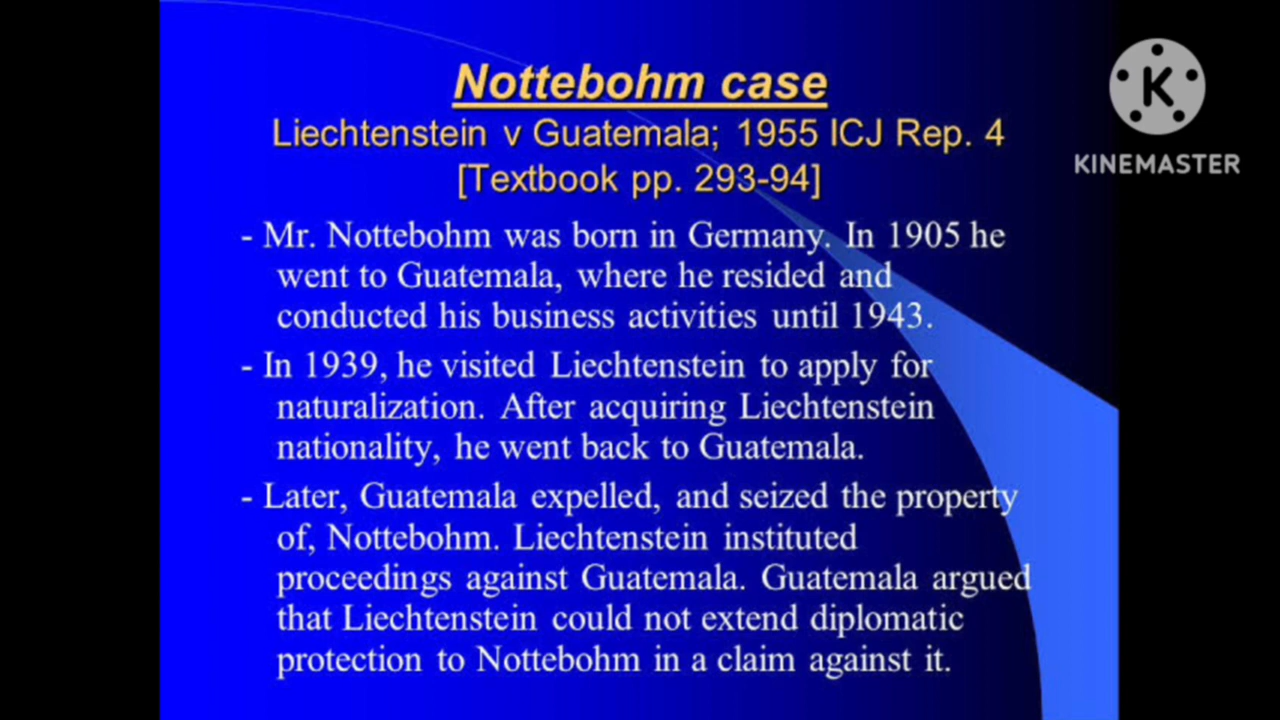 Nottebohm case
Liechtenstein v Guatemala; 1955 ICJ Rep. 4
[Textbook pp. 293-94]
KINEMASTER
- Mr. Nottebohm was born in Germany. In 1905 he
went to Guatemala, where he resided and
conducted his business activities until 1943.
- In 1939, he visited Liechtenstein to apply for
naturalization. After acquiring Liechtenstein
nationality, he went back to Guatemala.
- Later, Guatemala expelled, and seized the property
of, Nottebohm. Liechtenstein instituted
proceedings against Guatemala. Guatemala argued
that Liechtenstein could not extend diplomatic
protection to Nottebohm in a claim against it.